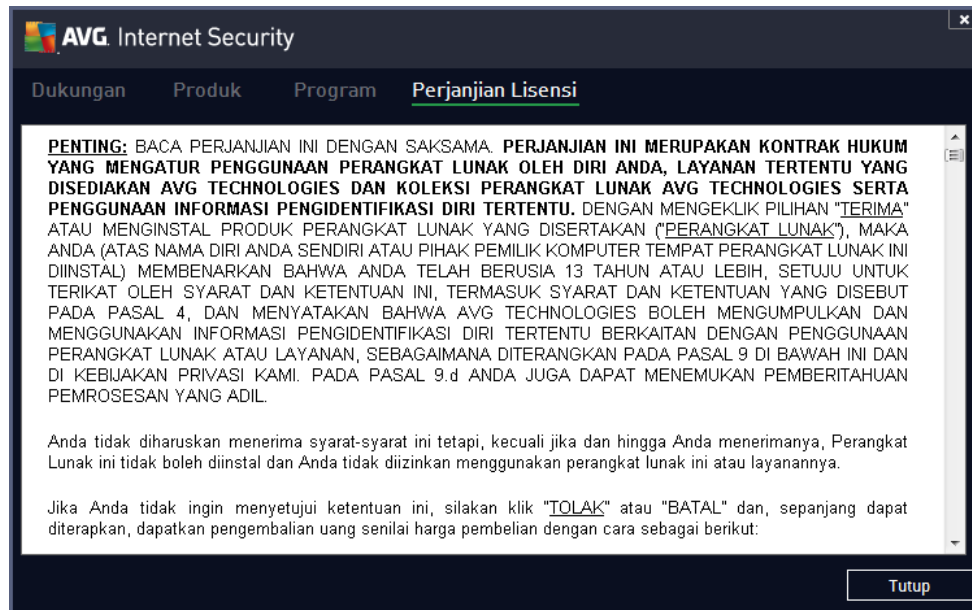 AVG. Internet Security
Dukungan Produk Program Perjanjian Lisensi
PENTING: BACA PERJANJIAN INI DENGAN SAKSAMA. PERJANJIAN INI MERUPAKAN KONTRAK HUKUM
YANG MENGATUR PENGGUNAAN PERANGKAT LUNAK OLEH DIRI ANDA, LAYANAN TERTENTU YANG
DISEDIAKAN AVG TECHNOLOGIES DAN KOLEKSI PERANGKAT LUNAK AVG TECHNOLOGIES SERTA
PENGGUNAAN INFORMASI PENGIDENTIFIKASI DIRI TERTENTU. DENGAN MENGEKLIK PILIHAN "TERIMA"
ATAU MENGINSTAL PRODUK PERANGKAT LUNAK YANG DISERTAKAN ("PERANGKAT LUNAK"), MAKA
ANDA (ATAS NAMA DIRI ANDA SENDIRI ATAU PIHAK PEMILIK KOMPUTER TEMPAT PERANGKAT LUNAK INI
DIINSTAL) MEMBENARKAN BAHWA ANDA TELAH BERUSIA 13 TAHUN ATAU LEBIH, SETUJU UNTUK
TERIKAT OLEH SYARAT DAN KETENTUAN INI, TERMASUK SYARAT DAN KETENTUAN YANG DISEBUT
PADA PASAL 4, DAN MENYATAKAN BAHWA AVG TECHNOLOGIES BOLEH MENGUMPULKAN DAN
MENGGUNAKAN INFORMASI PENGIDENTIFIKASI DIRI TERTENTU BERKAITAN DENGAN PENGGUNAAN
PERANGKAT LUNAK ATAU LAYANAN, SEBAGAIMANA DITERANGKAN PADA PASAL 9 DI BAWAH INI DAN
DI KEBIJAKAN PRIVASI KAMI. PADA PASAL 9.d ANDA JUGA DAPAT MENEMUKAN PEMBERITAHUAN
PEMROSESAN YANG ADIL.
Anda tidak diharuskan menerima syarat-syarat ini tetapi, kecuali jika dan hingga Anda menerimanya, Perangkat
Lunak ini tidak boleh diinstal dan Anda tidak diizinkan menggunakan perangkat lunak ini atau layanannya.
Jika Anda tidak ingin menyetujui ketentuan ini, silakan klik "TOLAK" atau "BATAL" dan, sepanjang dapat
diterapkan, dapatkan pengembalian uang senilai harga pembelian dengan cara sebagai berikut:
Tutup